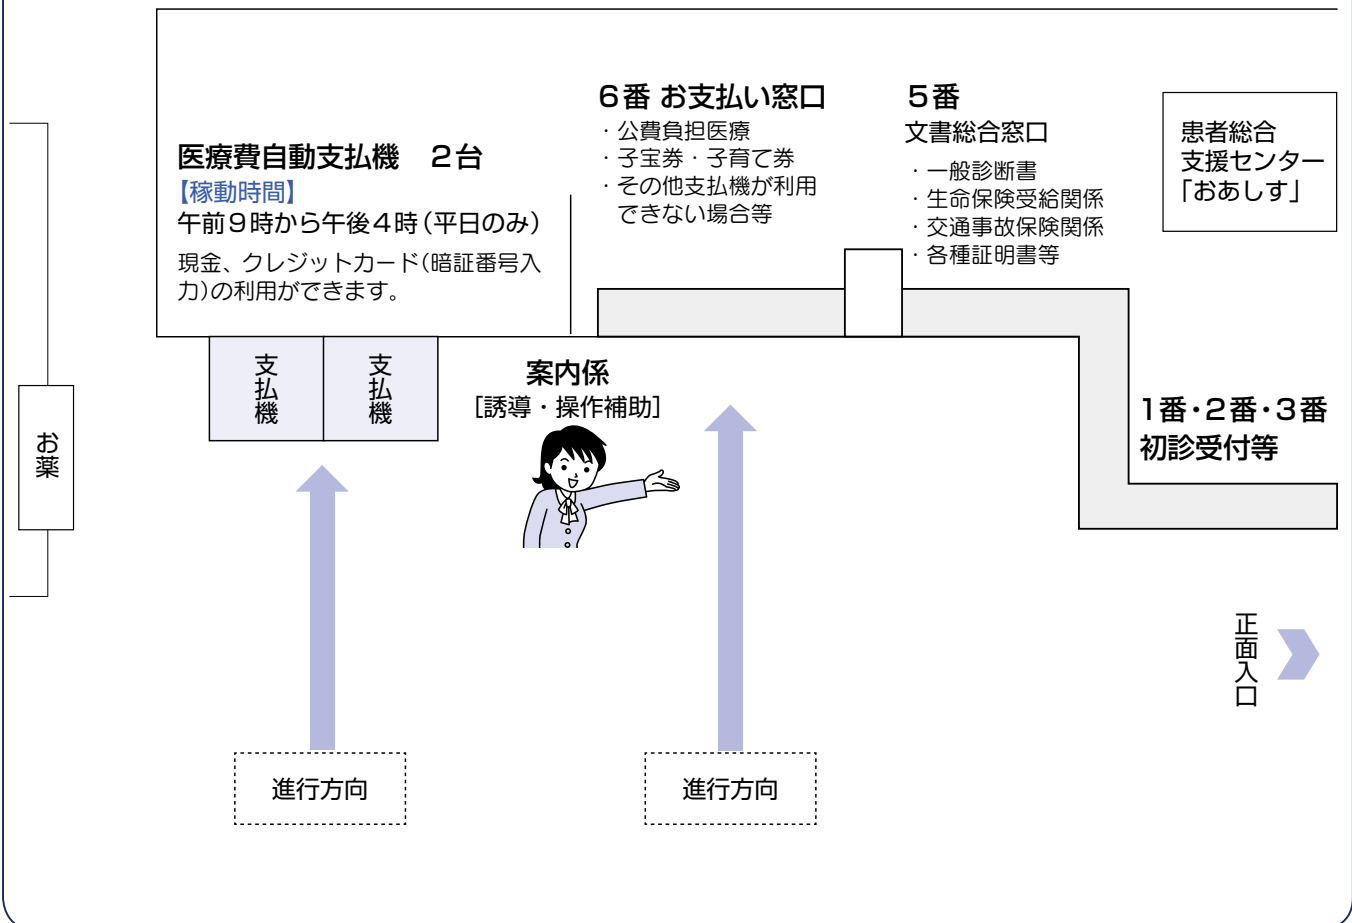 医療費自動支払機　2台
【稼動時間】
午前9時から午後4時(平日のみ)
現金、クレジットカード(暗証番号入
力)の利用ができます。
6番 お支払い窓口
・公費負担医療
・子宝券・子育て券
・その他支払機が利用
できない場合等
5番
文書総合窓口
・一般診断書
・生命保険受給関係
・交通事故保険関係
・各種証明書等
患者総合
支援センター
「おあしす」
支払機
支払機
案内係
［誘導・操作補助］
1番・2番・3番
初診受付等
お薬
正面入口
進行方向
進行方向